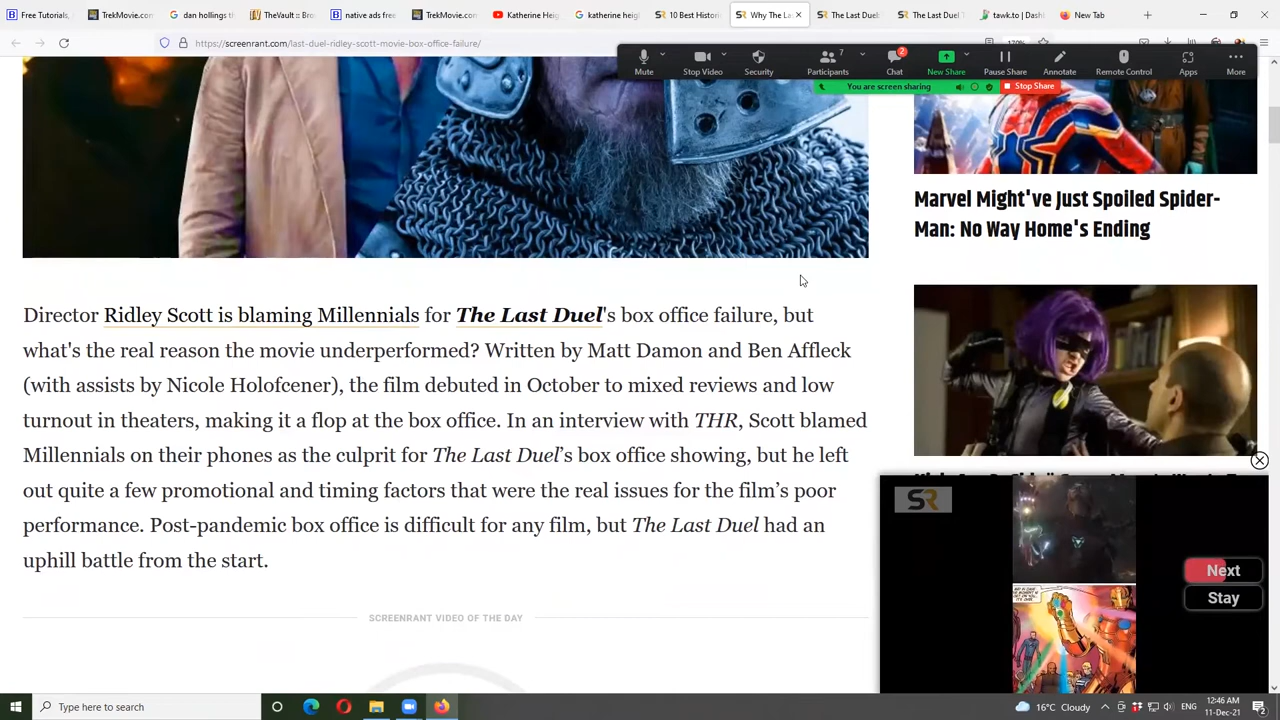 Free Tutorials,
TrekMovie.com
dan hollings t
TheVault :: Bro
native ads free
TrekMovie.com
Katherine Heig
katherine heigl
10 Best Histori
Why The La
The Last Duel:
The Last Duel T
tawk.to | Dash
New Tab
https://screenrant.com/last-duel-ridley-scott-movie-box-office-failure/
170%
Mute
Stop Video
Security
7
Participants
2
Chat
New Share
Pause Share
Annotate
Remote Control
Apps
More
You are screen sharing
Stop Share
Marvel Might've Just Spoiled Spider-
Man: No Way Home's Ending
Director Ridley Scott is blaming Millennials for The Last Duel's box office failure, but
what's the real reason the movie underperformed? Written by Matt Damon and Ben Affleck
(with assists by Nicole Holofcener), the film debuted in October to mixed reviews and low
turnout in theaters, making it a flop at the box office. In an interview with THR, Scott blamed
Millennials on their phones as the culprit for The Last Duel’s box office showing, but he left
out quite a few promotional and timing factors that were the real issues for the film’s poor
performance. Post-pandemic box office is difficult for any film, but The Last Duel had an
uphill battle from the start.
SCREENRANT VIDEO OF THE DAY
SR
Next
Stay
Type here to search
16°C Cloudy
ENG
12:46 AM
11-Dec-21
2